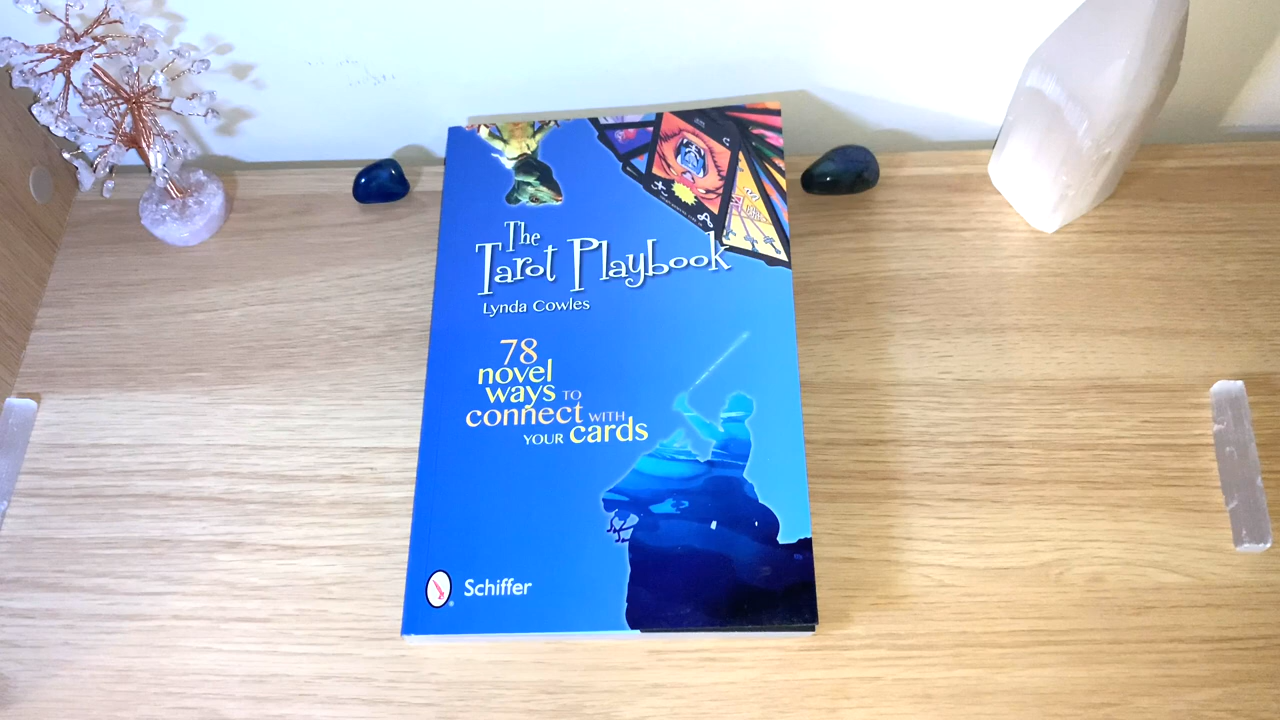 The
Tarot Playbook
Lynda Cowles
78
novel
ways TO
connect WITH
YOUR cards
Schiffer